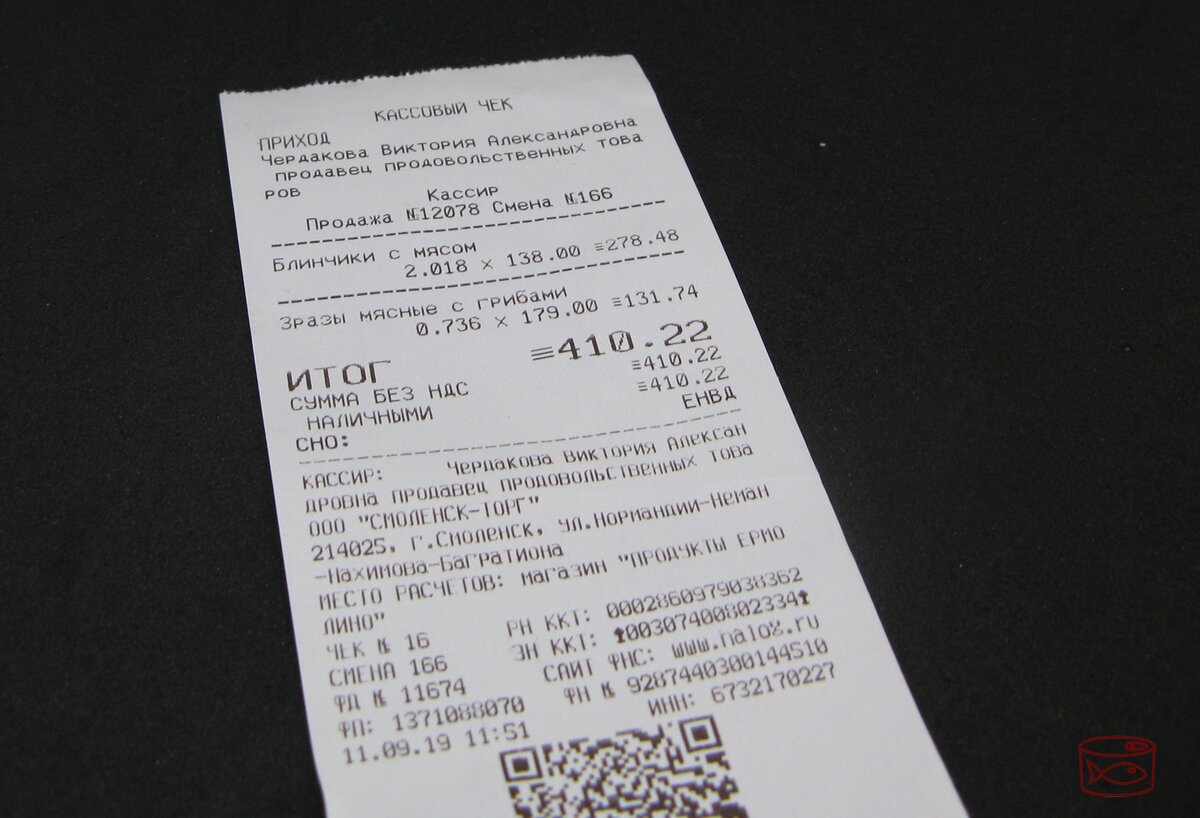 КАССОВЫЙ ЧЕК
ПРИХОД
Чердакова Виктория Александровна
продавец продовольственных това
ров
Кассир
Продажа №12078 Смена №166
Блинчики с мясом
2.018 x 138.00 ≡278.48
Зразы мясные с грибами
0.736 x 179.00 ≡131.74
ИТОГ ≡410.22
СУММА БЕЗ НДС ≡410.22
НАЛИЧНЫМИ ≡410.22
СНО: ЕНВД
КАССИР: Чердакова Виктория Алексан
дровна продавец продовольственных това
ООО "СМОЛЕНСК-ТОРГ"
214025, г.Смоленск, ул.Нормандии-Неман
-Нахимова-Багратиона
МЕСТО РАСЧЕТОВ: магазин "ПРОДУКТЫ ЕРМО
ЛИНО"
ЧЕК № 16 РН ККТ: 0002860979038362
СМЕНА 166 ЗН ККТ: 00307400802334
ФД № 11674 САЙТ ФНС: www.nalog.ru
ФП: 1371088070 ФН № 9287440300144510
11.09.19 11:51 ИНН: 6732170227